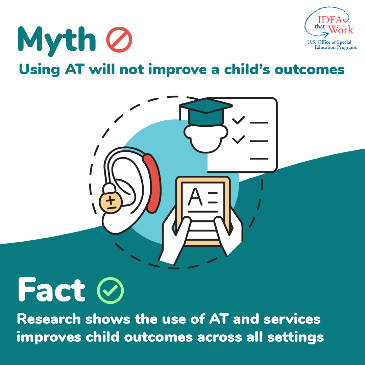 Myth
IDEA
that
Work
U.S. Office of Special
Education Programs
Using AT will not improve a child's outcomes
A
Fact
Research shows the use of AT and services
improves child outcomes across all settings